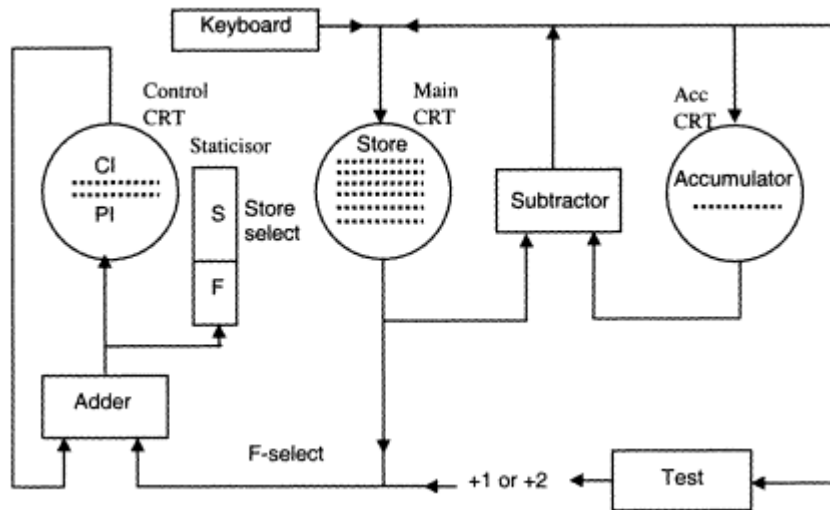 Keyboard
Control
CRT
Main
CRT
Acc
CRT
Staticisor
CI
PI
S
F
Store
select
Store
Subtractor
Accumulator
Adder
F-select
+1 or +2
Test